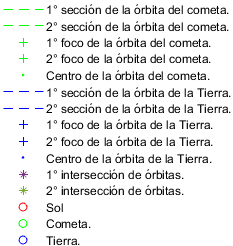 1° sección de la órbita del cometa.
2° sección de la órbita del cometa.
1° foco de la órbita del cometa.
2° foco de la órbita del cometa.
Centro de la órbita del cometa.
1° sección de la órbita de la Tierra.
2° sección de la órbita de la Tierra.
1° foco de la órbita de la Tierra.
2° foco de la órbita de la Tierra.
Centro de la órbita de la Tierra.
1° intersección de órbitas.
2° intersección de órbitas.
Sol
Cometa.
Tierra.